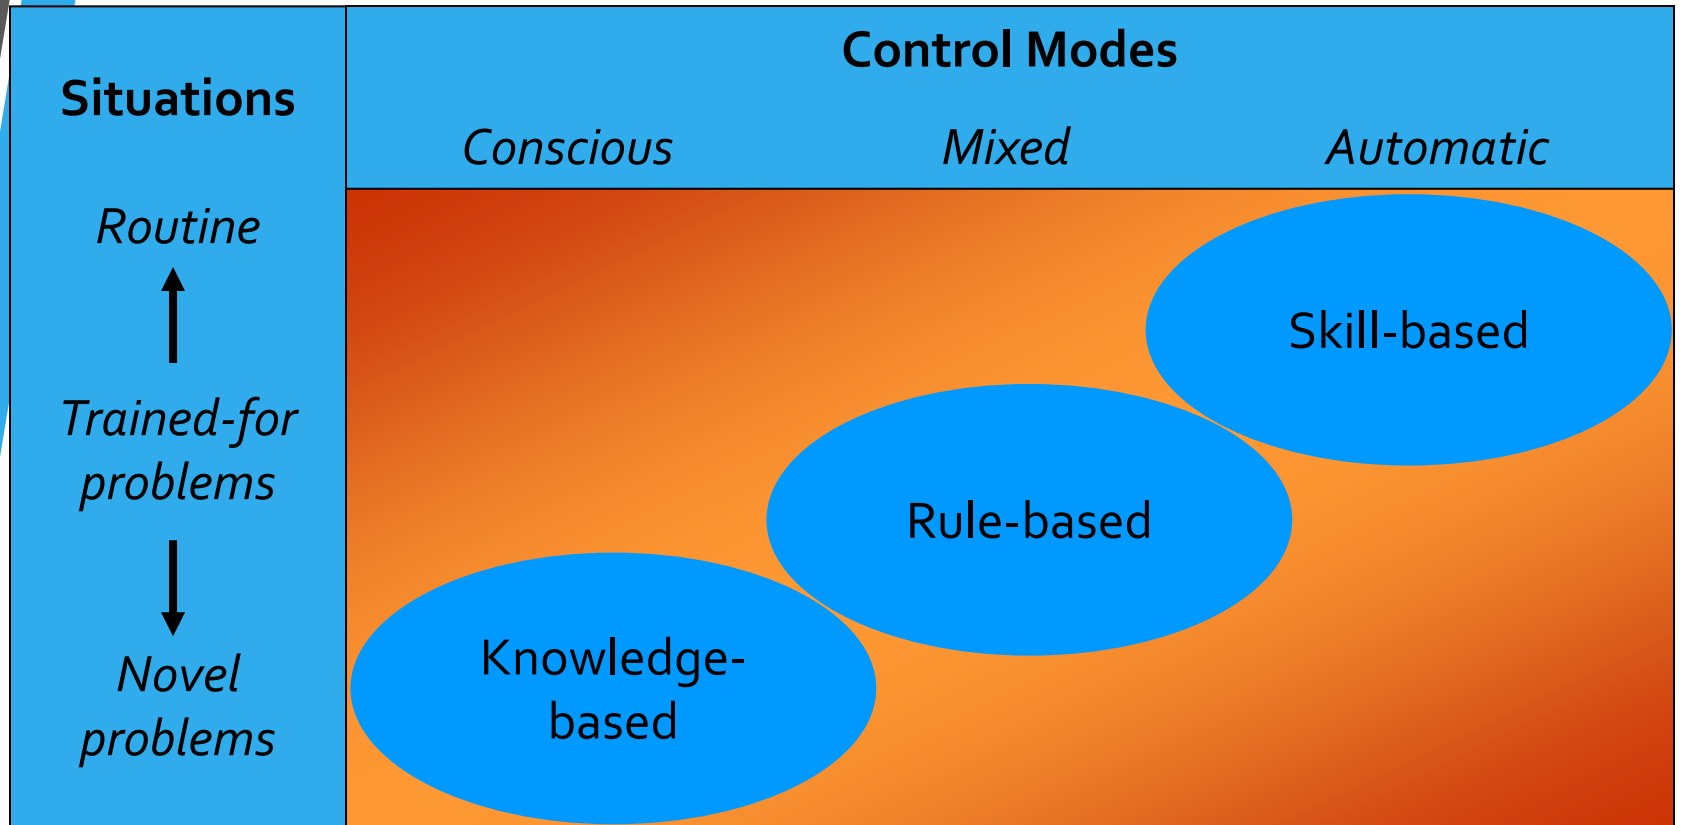 Situations
Control Modes
Conscious
Mixed
Automatic
Routine
Trained-for
problems
Novel
problems
Skill-based
Rule-based
Knowledge-
based